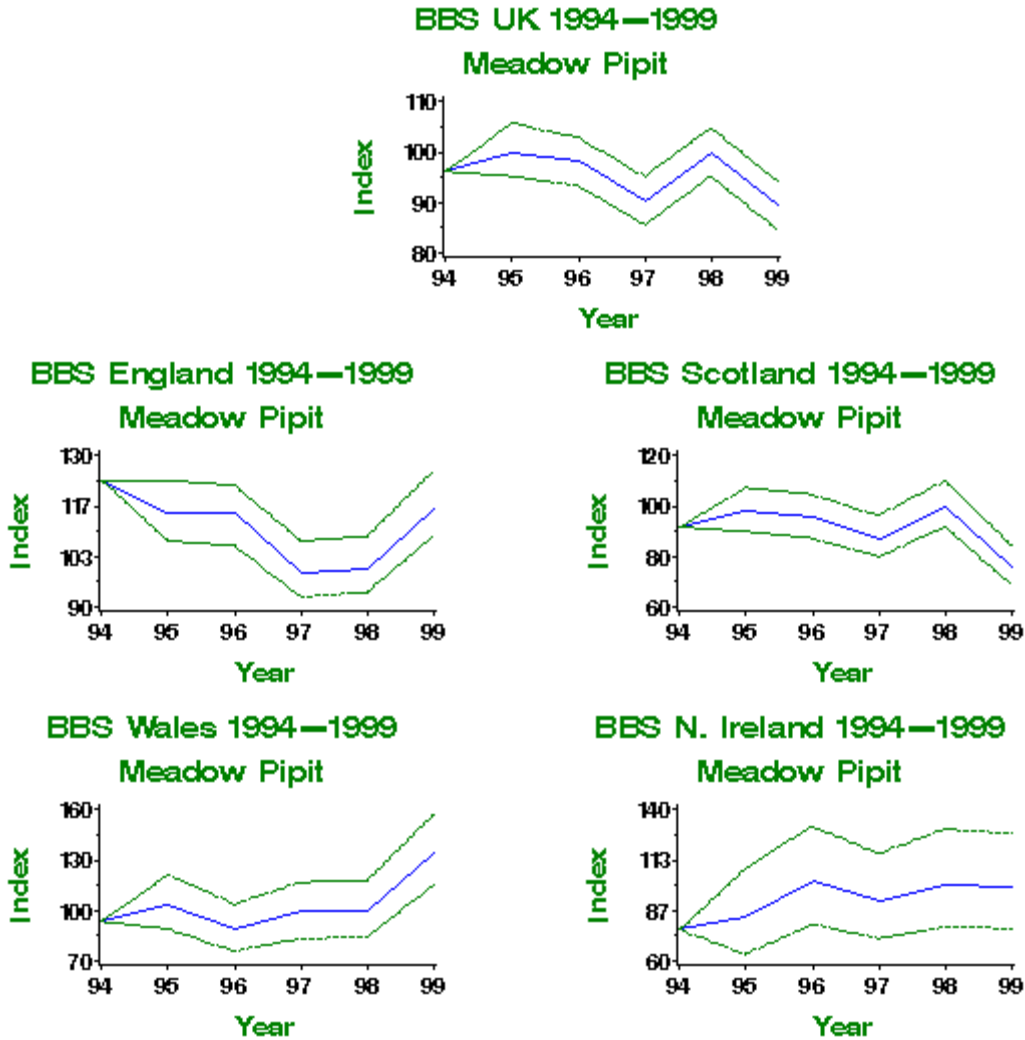 BBS UK 1994—1999
Meadow Pipit
110
100
90
80
Index
94 95 96 97 98 99
Year
BBS England 1994—1999
Meadow Pipit
130
117
103
90
Index
94 95 96 97 98 99
Year
BBS Scotland 1994—1999
Meadow Pipit
120
100
80
60
Index
94 95 96 97 98 99
Year
BBS Wales 1994—1999
Meadow Pipit
160
130
100
70
Index
94 95 96 97 98 99
Year
BBS N. Ireland 1994—1999
Meadow Pipit
140
113
87
60
Index
94 95 96 97 98 99
Year